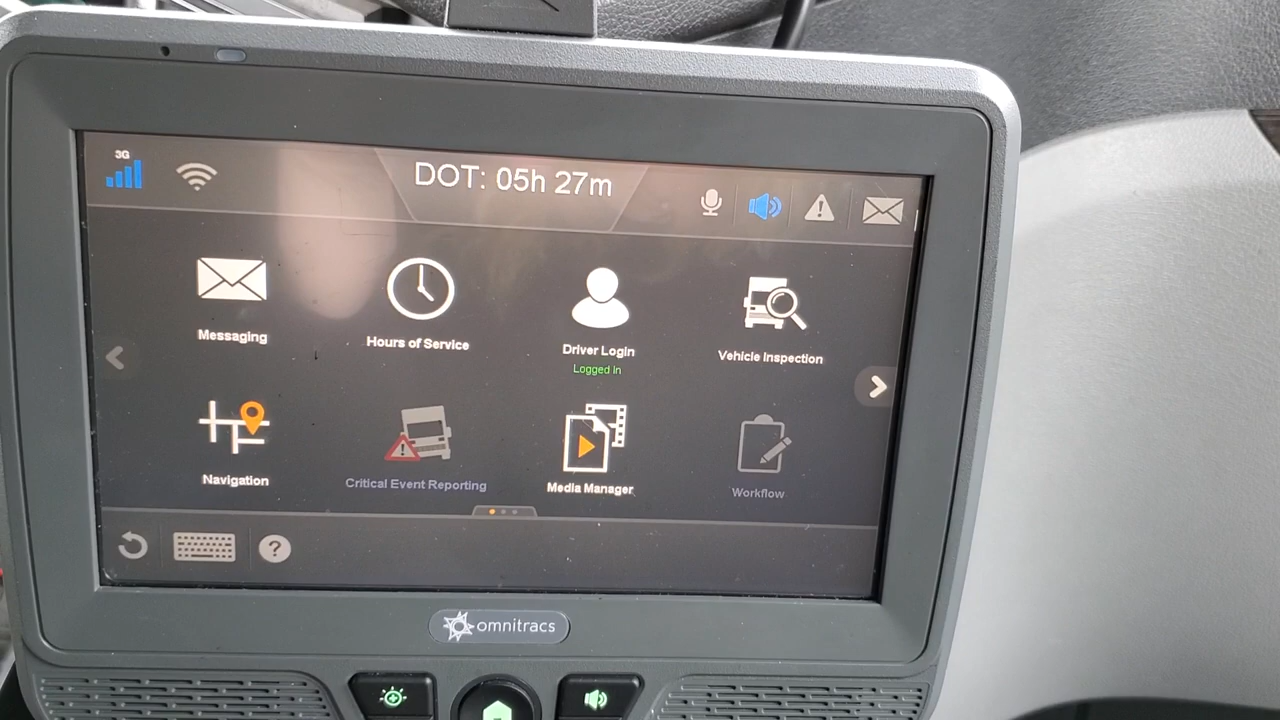 3G
DOT: 05h 27m
Messaging
Hours of Service
Driver Login
Logged In
Vehicle Inspection
Navigation
Critical Event Reporting
Media Manager
Workflow
?
omnitracs